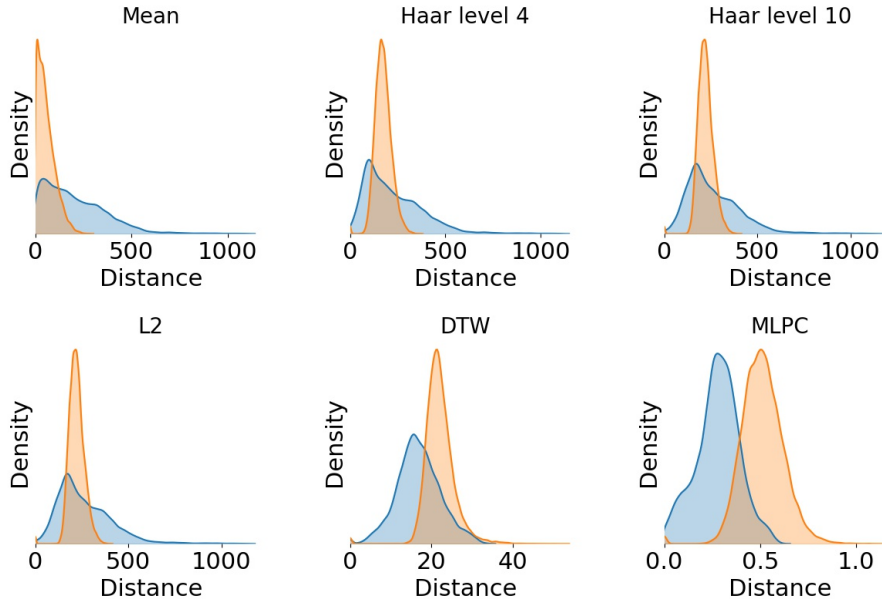 Mean
Haar level 4
Haar level 10
Density
Density
Density
0 500 1000
0 500 1000
0 500 1000
Distance
Distance
Distance
L2
DTW
MLPC
Density
Density
Density
0 500 1000
0 20 40
0.0 0.5 1.0
Distance
Distance
Distance